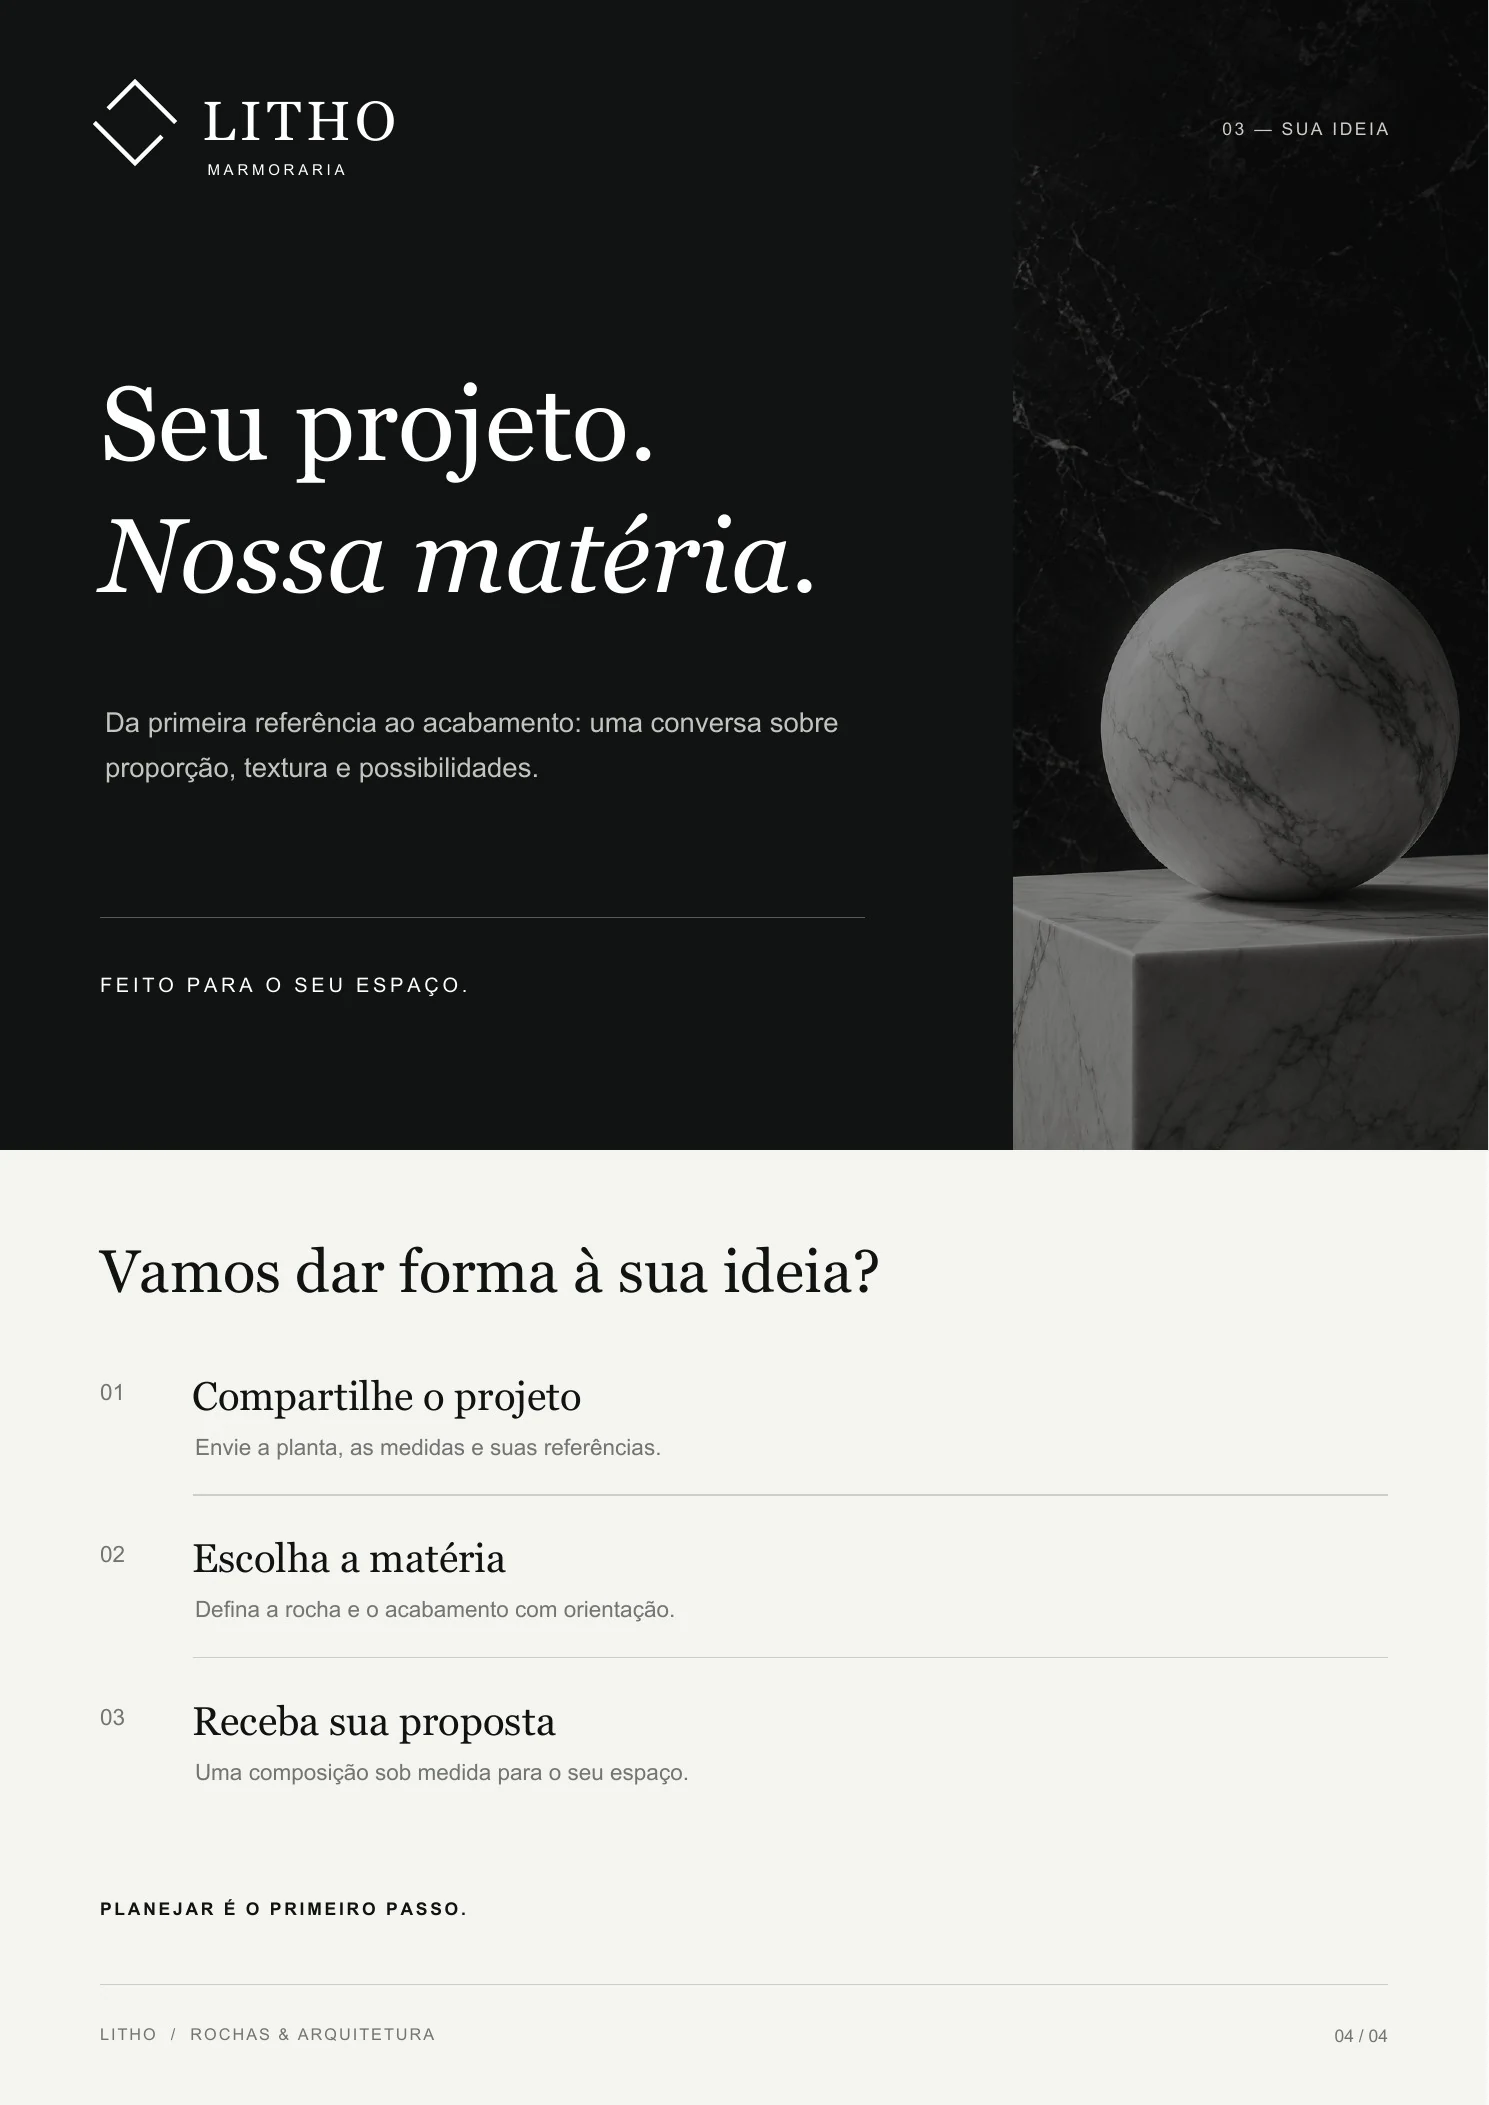 LITHO
MARMORARIA
03 — SUA IDEIA
Seu projeto.
Nossa matéria.
Da primeira referência ao acabamento: uma conversa sobre
proporção, textura e possibilidades.
FEITO PARA O SEU ESPAÇO.
Vamos dar forma à sua ideia?
01
Compartilhe o projeto
Envie a planta, as medidas e suas referências.
02
Escolha a matéria
Defina a rocha e o acabamento com orientação.
03
Receba sua proposta
Uma composição sob medida para o seu espaço.
PLANEJAR É O PRIMEIRO PASSO.
LITHO / ROCHAS & ARQUITETURA
04 / 04